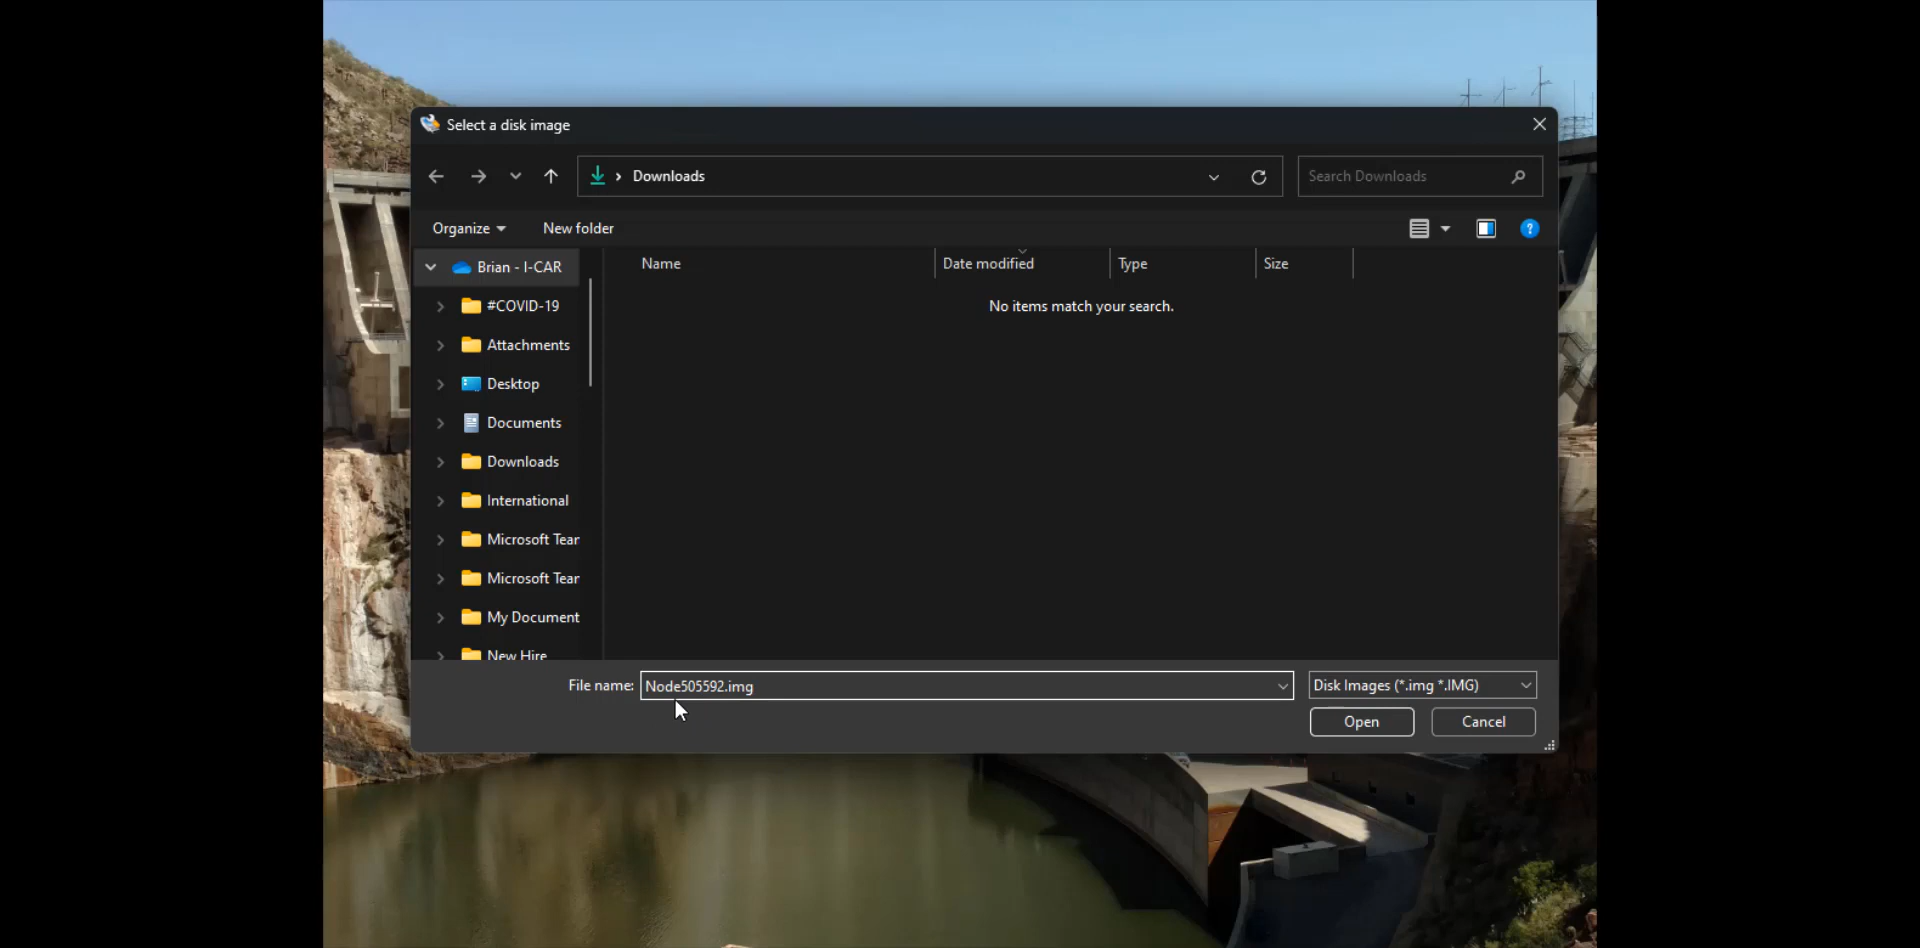 Select a disk image
Downloads
Search Downloads
Organize
New folder
Brian - I-CAR
#COVID-19
Attachments
Desktop
Documents
Downloads
International
Microsoft Tear
Microsoft Tear
My Document
New Hire
Name
Date modified
Type
Size
No items match your search.
File name:
Node505592.img
Disk Images (*.img *.IMG)
Open
Cancel